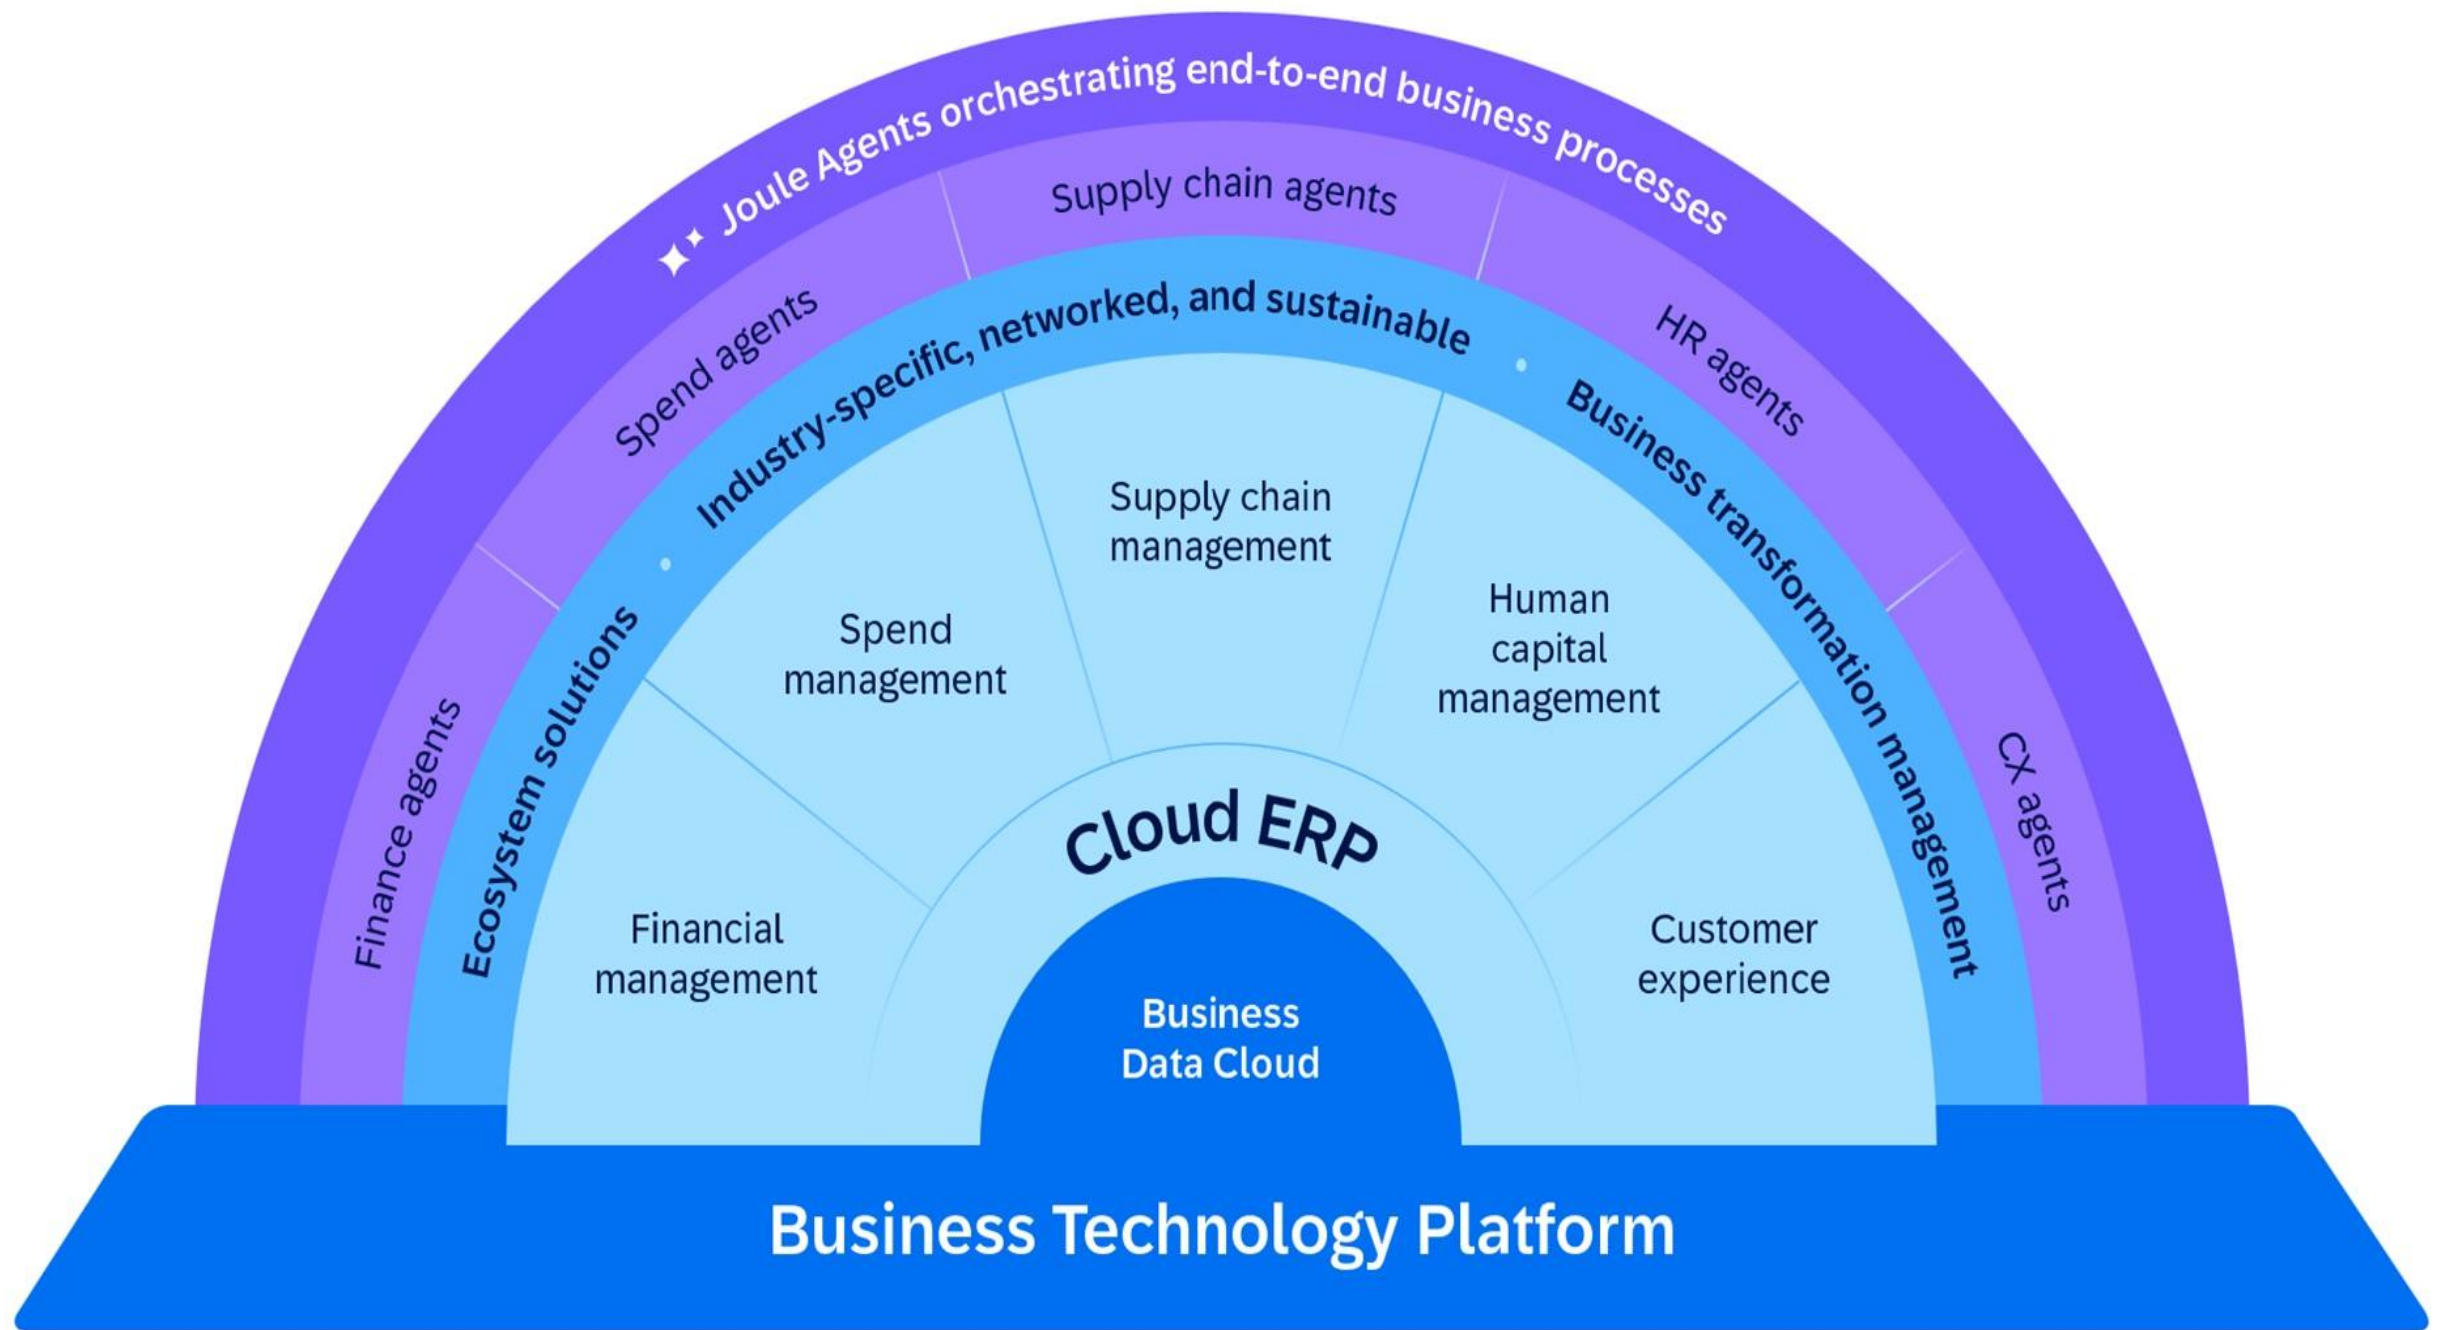 Joule Agents orchestrating end-to-end business processes
Finance agents
Spend agents
Supply chain agents
HR agents
CX agents
Ecosystem solutions • Industry-specific, networked, and sustainable • Business transformation management
Financial
management
Spend
management
Supply chain
management
Human
capital
management
Customer
experience
Cloud ERP
Business
Data Cloud
Business Technology Platform